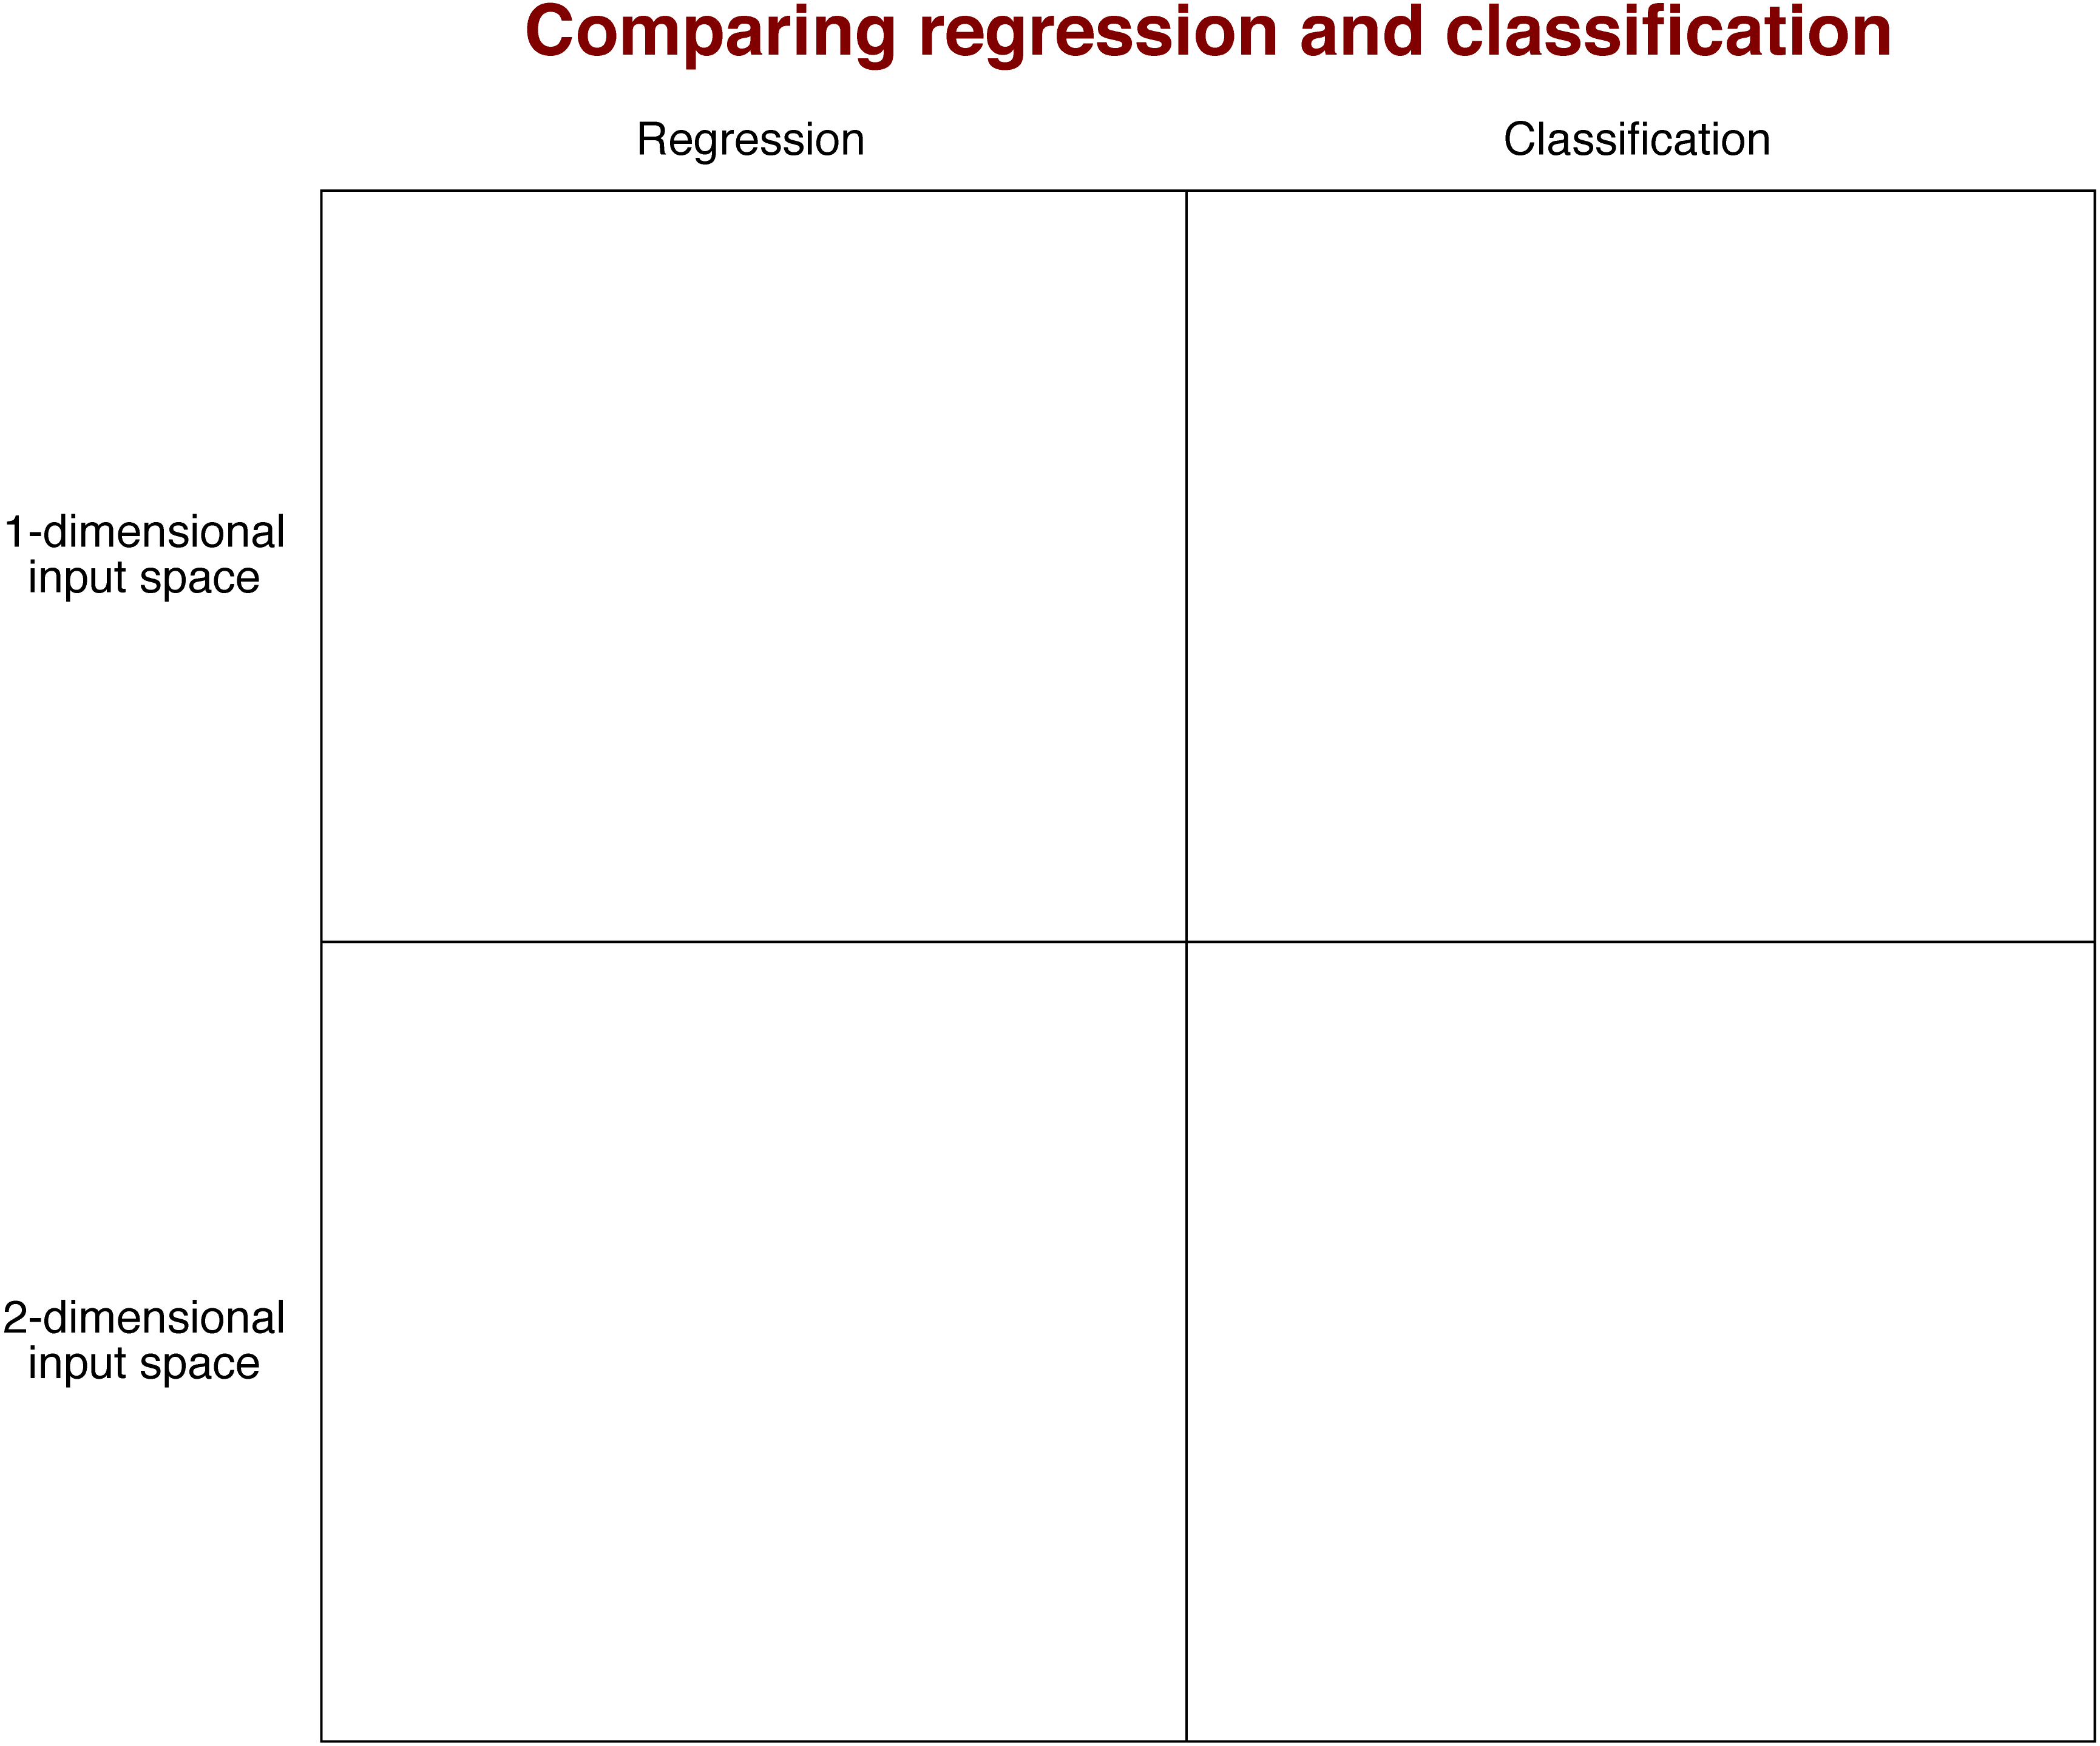 Comparing regression and classification
Regression
Classification
1-dimensional
input space
2-dimensional
input space